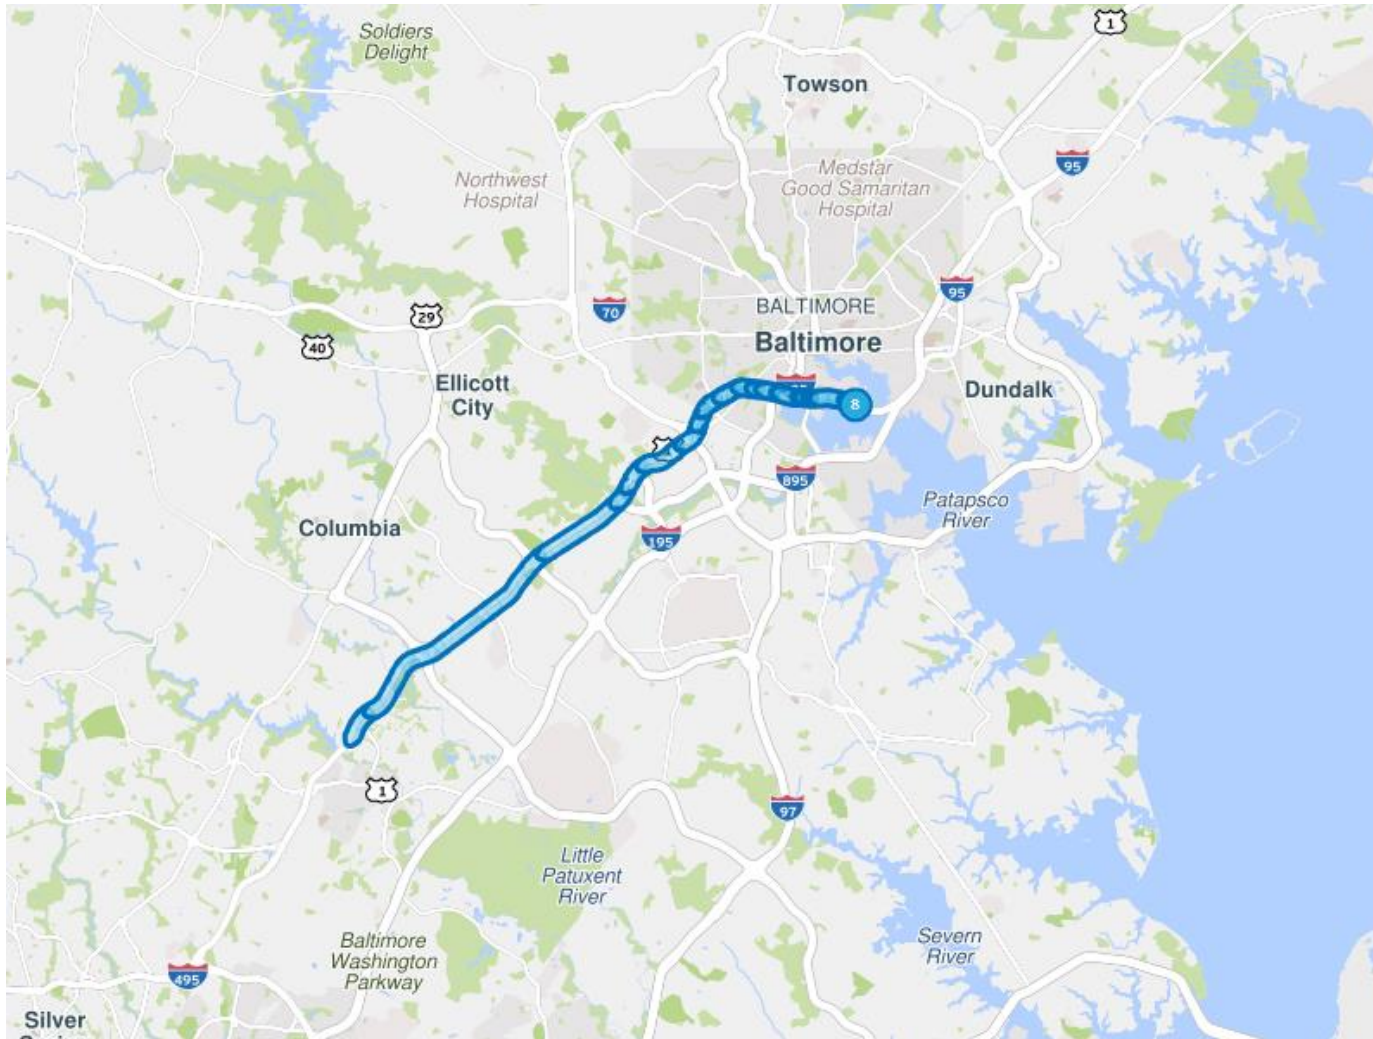 1
Soldiers
Delight
Towson
95
Northwest
Hospital
Medstar
Good Samaritan
Hospital
95
70
BALTIMORE
29
40
Baltimore
Ellicott
City
Dundalk
8
895
Patapsco
River
Columbia
195
1
97
Little
Patuxent
River
Baltimore
Washington
Parkway
Severn
River
495
Silver